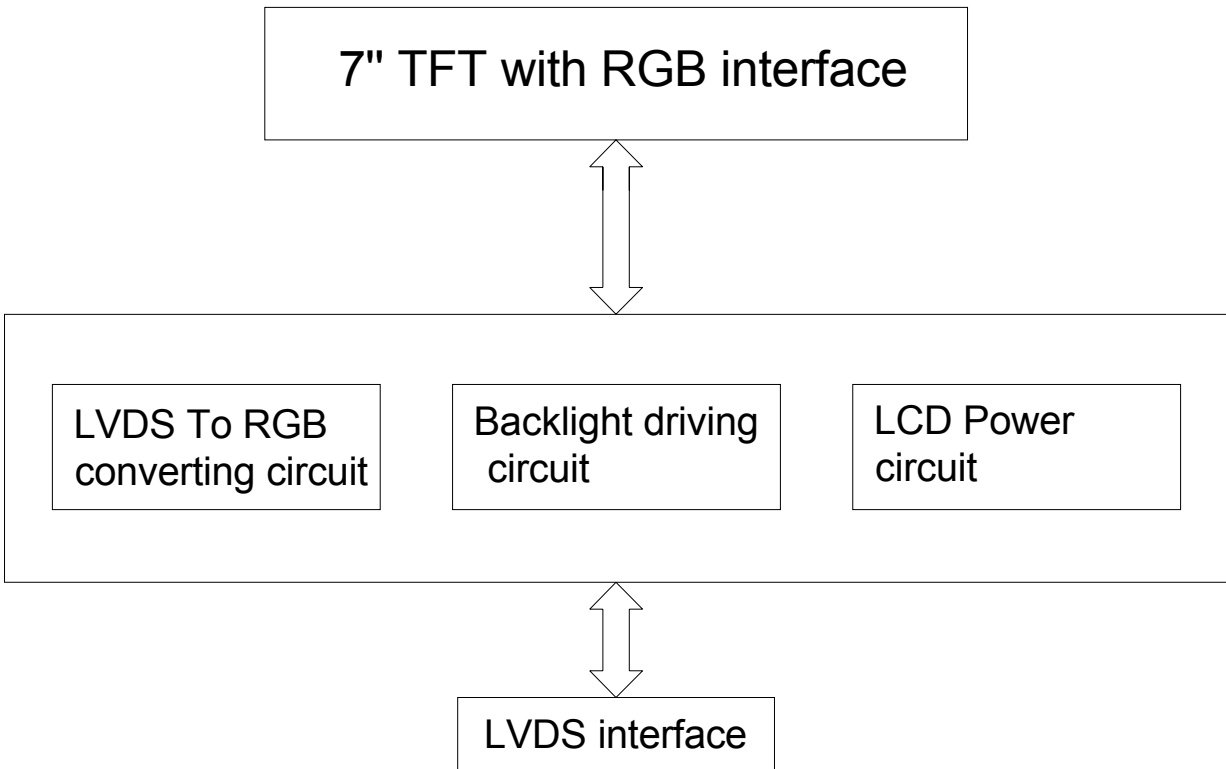 7" TFT with RGB interface
LVDS To RGB
converting circuit
Backlight driving
circuit
LCD Power
circuit
LVDS interface